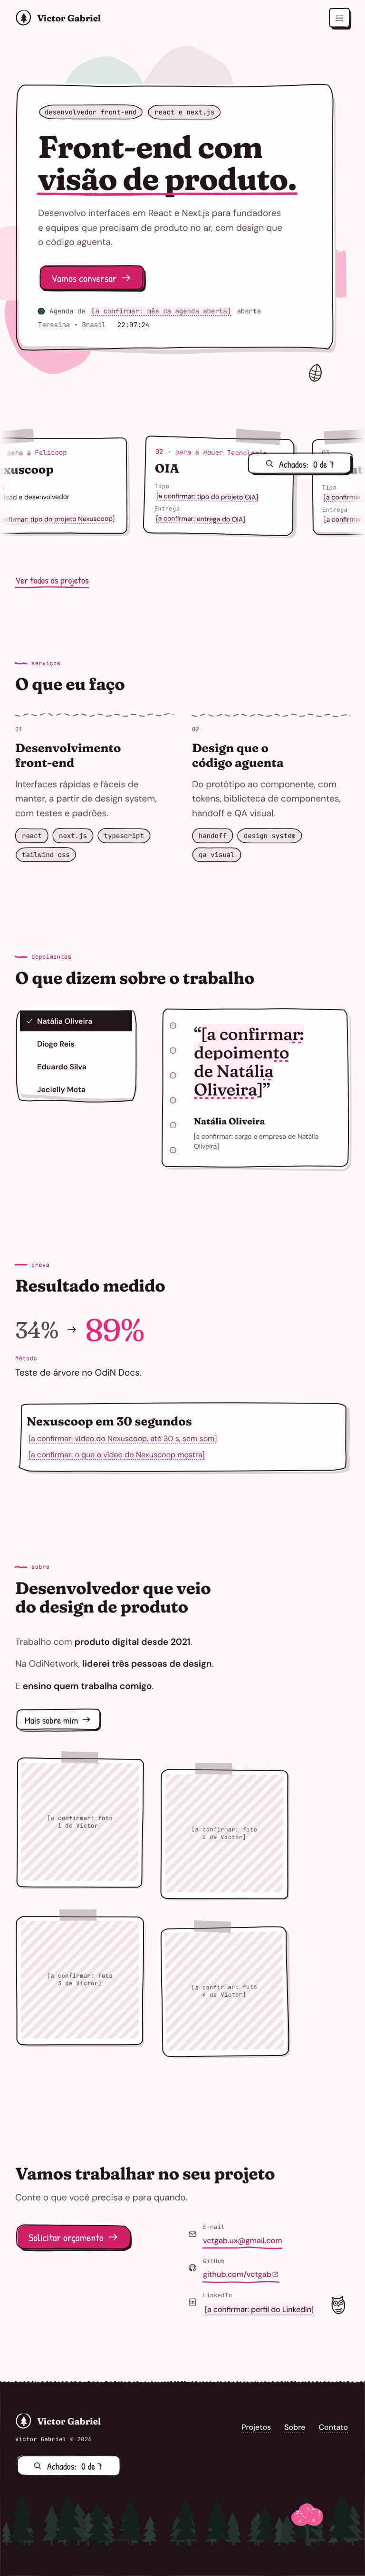 Victor Gabriel
desenvolvedor front-end
react e next.js
Front-end com
visão de produto.
Desenvolvo interfaces em React e Next.js para fundadores
e equipes que precisam de produto no ar, com design que
o código aguenta.
Vamos conversar
Agenda de [a confirmar: mês da agenda aberta] aberta
Teresina • Brasil 22:07:24
para a Felicoop
xuscoop
lead e desenvolvedor
nfirmar: tipo do projeto Nexuscoop]
02 · para a Houer Tecnolo
OIA
Tipo
[a confirmar: tipo do projeto OIA]
Entrega
[a confirmar: entrega do OIA]
Achados: 0 de 7
Tipo
[a confirmar
Entrega
[a confirmar
Ver todos os projetos
serviços
O que eu faço
01
Desenvolvimento
front-end
Interfaces rápidas e fáceis de
manter, a partir de design system,
com testes e padrões.
react
next.js
typescript
tailwind css
02
Design que o
código aguenta
Do protótipo ao componente, com
tokens, biblioteca de componentes,
handoff e QA visual.
handoff
design system
qa visual
depoimentos
O que dizem sobre o trabalho
Natália Oliveira
Diogo Reis
Eduardo Silva
Jecielly Mota
“[a confirmar:
depoimento
de Natália
Oliveira]”
Natália Oliveira
[a confirmar: cargo e empresa de Natália
Oliveira]
prova
Resultado medido
34% → 89%
Método
Teste de árvore no OdiN Docs.
Nexuscoop em 30 segundos
[a confirmar: vídeo do Nexuscoop, até 30 s, sem som]
[a confirmar: o que o vídeo do Nexuscoop mostra]
sobre
Desenvolvedor que veio
do design de produto
Trabalho com produto digital desde 2021.
Na OdiNetwork, liderei três pessoas de design.
E ensino quem trabalha comigo.
Mais sobre mim
[a confirmar: foto
1 de Victor]
[a confirmar: foto
2 de Victor]
[a confirmar: foto
3 de Victor]
[a confirmar: foto
4 de Victor]
Vamos trabalhar no seu projeto
Conte o que você precisa e para quando.
Solicitar orçamento
E-mail
vctgab.ux@gmail.com
GitHub
github.com/vctgab
LinkedIn
[a confirmar: perfil do LinkedIn]
Victor Gabriel
Victor Gabriel © 2026
Projetos
Sobre
Contato
Achados: 0 de 7